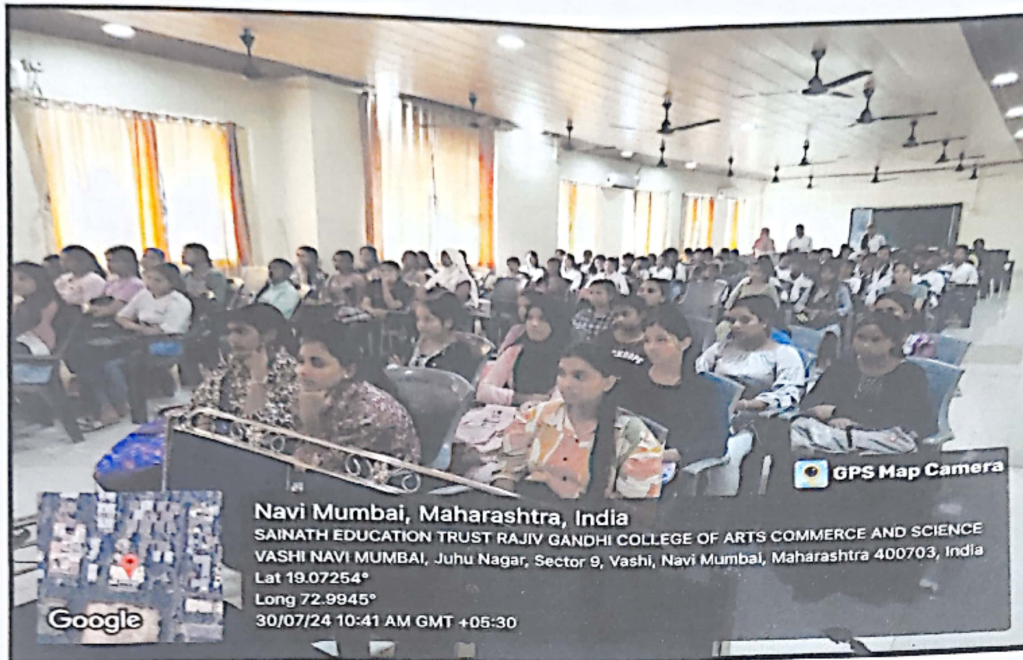 GPS Map Camera
Navi Mumbai, Maharashtra, India
SAINATH EDUCATION TRUST RAJIV GANDHI COLLEGE OF ARTS COMMERCE AND SCIENCE
VASHI NAVI MUMBAI, Juhu Nagar, Sector 9, Vashi, Navi Mumbai, Maharashtra 400703, India
Lat 19.07254°
Long 72.9945°
30/07/24 10:41 AM GMT +05:30
Google